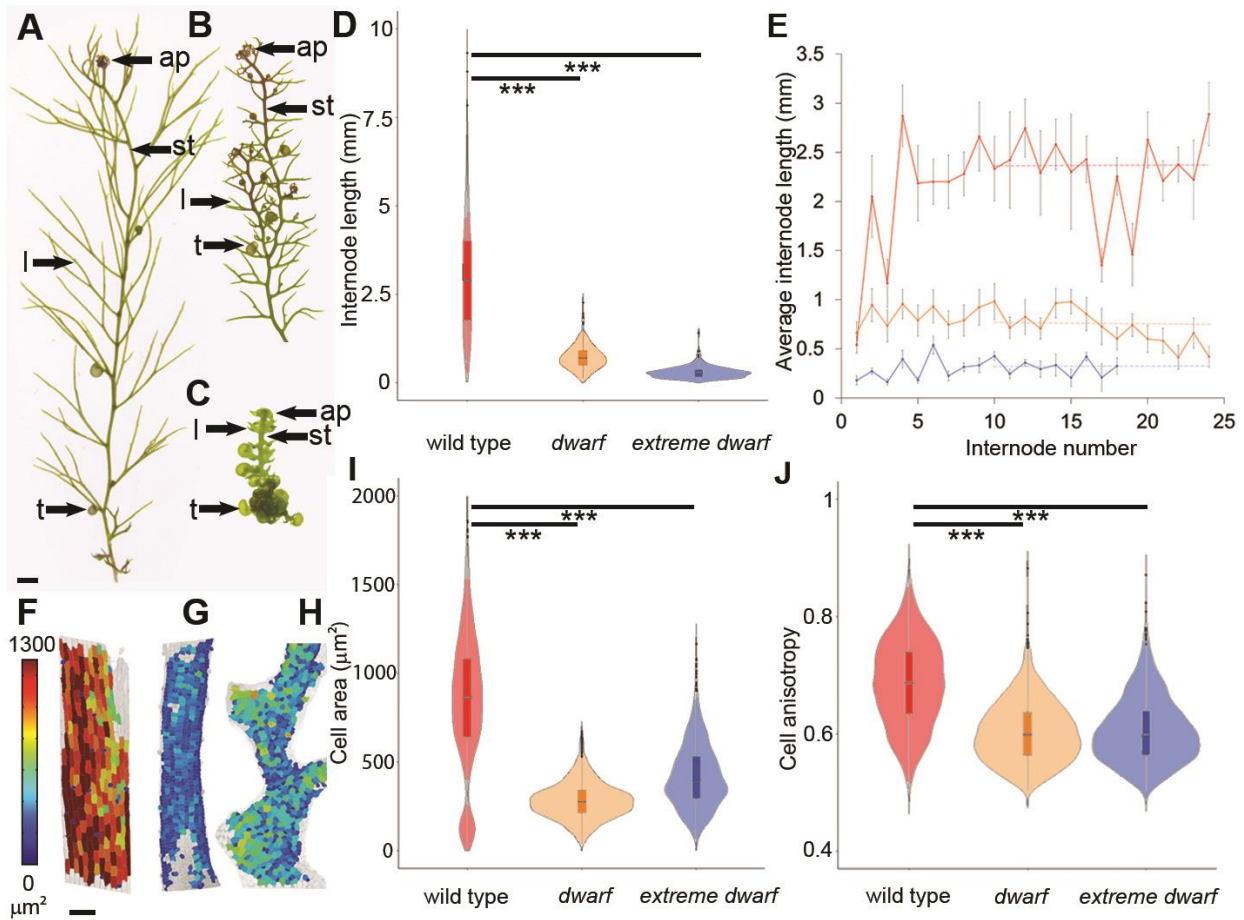 A
ap
st
l
t
B
ap
st
l
t
C
ap
l
st
t
D
Internode length (mm)
10
7.5
5
2.5
0
***
***
wild type
dwarf
extreme dwarf
E
Average internode length (mm)
3.5
3
2.5
2
1.5
1
0.5
0
0 5 10 15 20 25
Internode number
F
G
H
1300
0
μm²
I
Cell area (μm²)
2000
1500
1000
500
0
***
***
wild type
dwarf
extreme dwarf
J
Cell anisotropy
1
0.8
0.6
0.4
***
***
wild type
dwarf
extreme dwarf